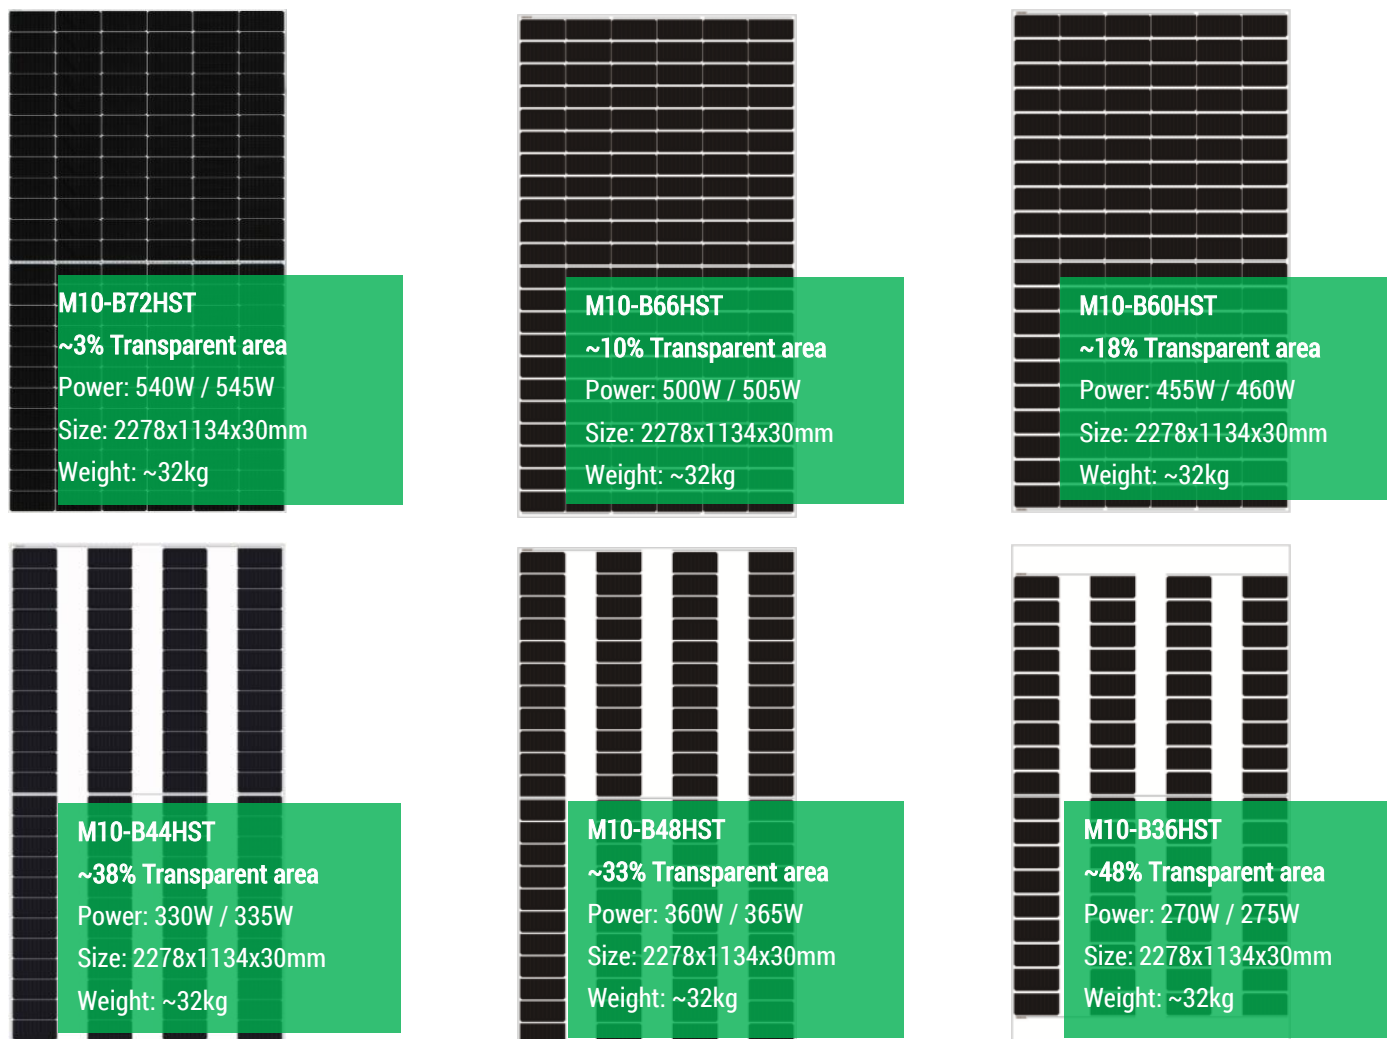 M10-B72HST
~3% Transparent area
Power: 540W / 545W
Size: 2278x1134x30mm
Weight: ~32kg
M10-B66HST
~10% Transparent area
Power: 500W / 505W
Size: 2278x1134x30mm
Weight: ~32kg
M10-B60HST
~18% Transparent area
Power: 455W / 460W
Size: 2278x1134x30mm
Weight: ~32kg
M10-B44HST
~38% Transparent area
Power: 330W / 335W
Size: 2278x1134x30mm
Weight: ~32kg
M10-B48HST
~33% Transparent area
Power: 360W / 365W
Size: 2278x1134x30mm
Weight: ~32kg
M10-B36HST
~48% Transparent area
Power: 270W / 275W
Size: 2278x1134x30mm
Weight: ~32kg